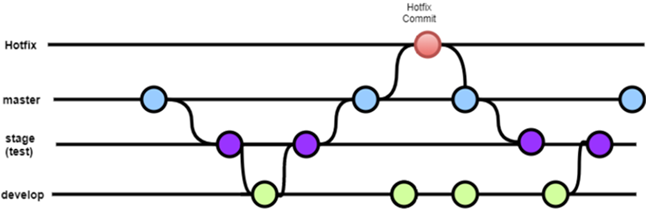 Hotfix
Commit
Hotfix
master
stage
(test)
develop